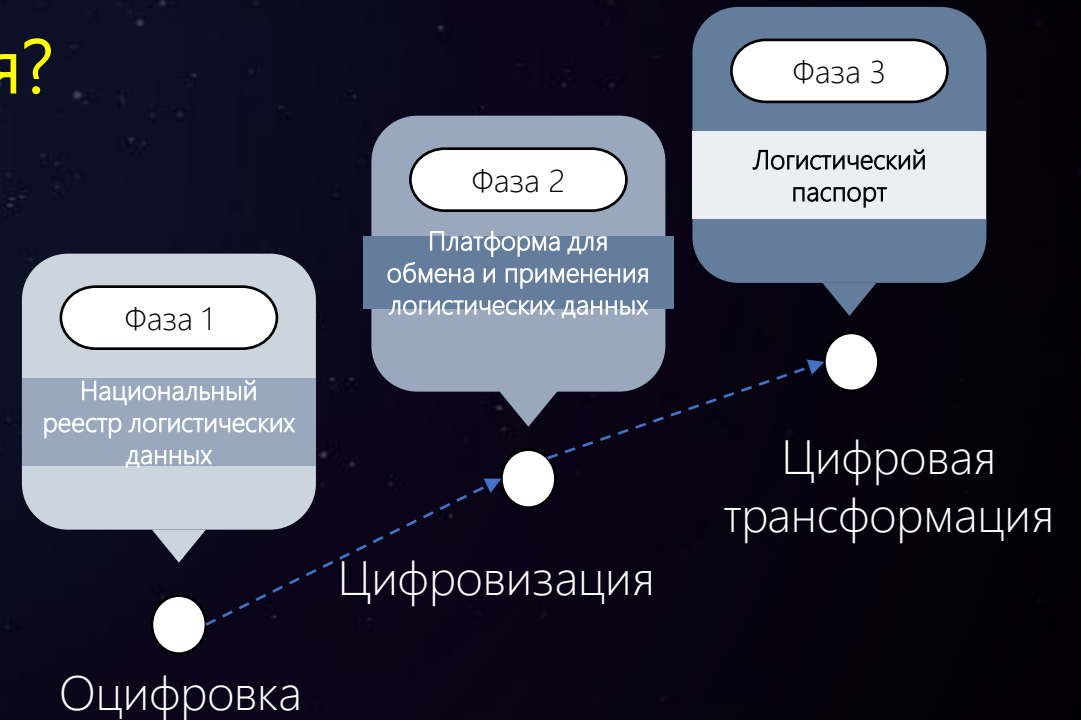 я?
Фаза 3
Логистический
паспорт
Фаза 2
Платформа для
обмена и применения
логистических данных
Фаза 1
Национальный
реестр логистических
данных
Цифровая
трансформация
Цифровизация
Оцифровка